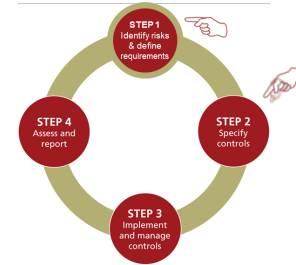 STEP 1
Identify risks
& define
requirements
STEP 2
Specify
controls
STEP 3
Implement
and manage
controls
STEP 4
Assess and
report